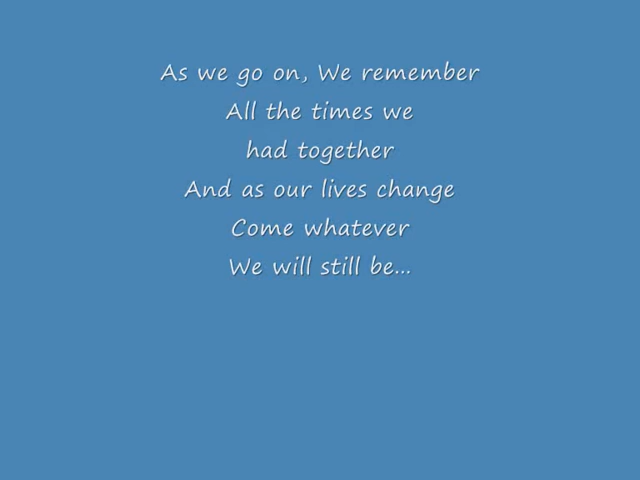 As we go on, We remember
All the times we
had together
And as our lives change
Come whatever
We will still be...